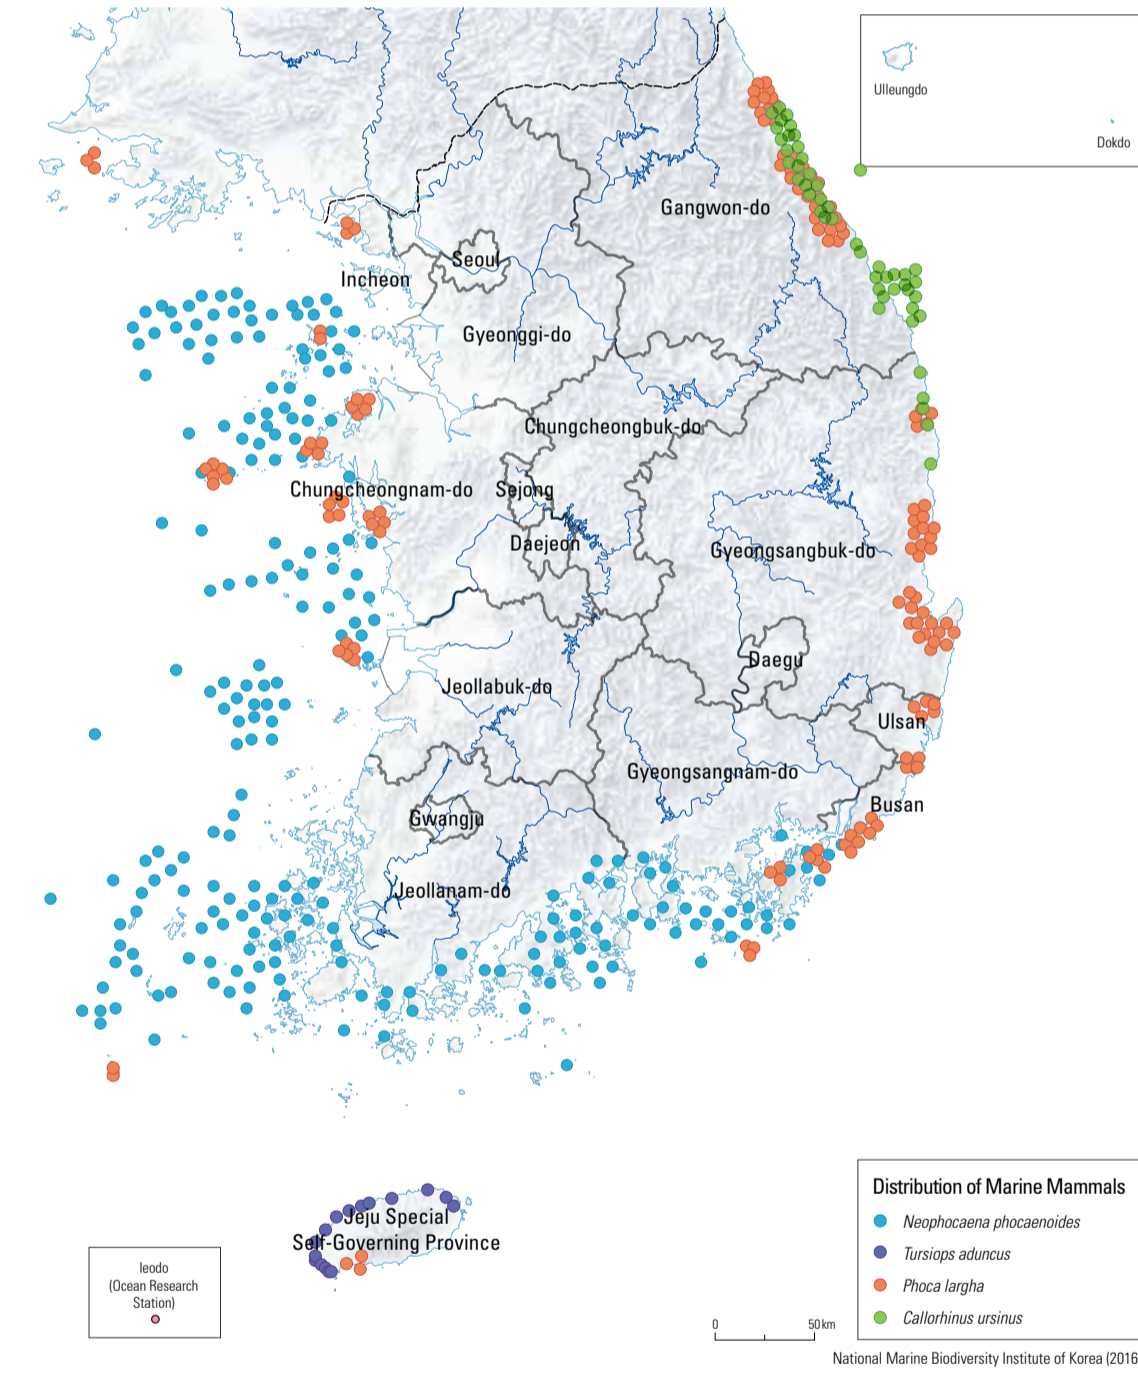 Ulleungdo
Dokdo
Gangwon-do
Seoul
Incheon
Gyeonggi-do
Chungcheongbuk-do
Chungcheongnam-do
Sejong
Daejeon
Gyeongsangbuk-do
Daegu
Jeollabuk-do
Ulsan
Gyeongsangnam-do
Busan
Gwangju
Jeollanam-do
Jeju Special
Self-Governing Province
Ieodo
(Ocean Research
Station)
Distribution of Marine Mammals
Neophocaena phocaenoides
Tursiops aduncus
Phoca largha
Callorhinus ursinus
0 50 km
National Marine Biodiversity Institute of Korea (2016